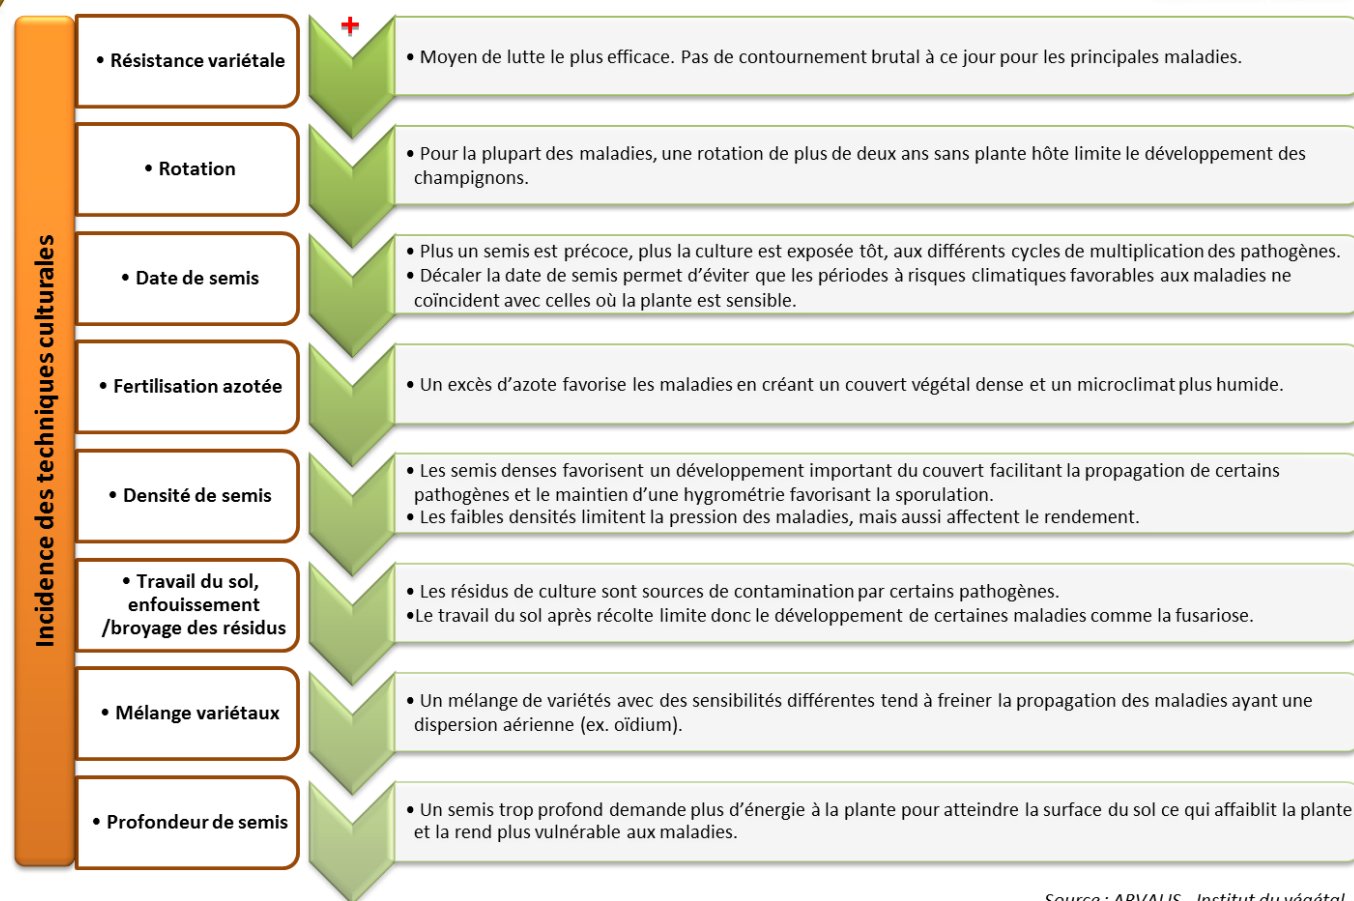 Incidence des techniques culturales
+
• Résistance variétale
• Moyen de lutte le plus efficace. Pas de contournement brutal à ce jour pour les principales maladies.
• Rotation
• Pour la plupart des maladies, une rotation de plus de deux ans sans plante hôte limite le développement des
champignons.
• Date de semis
• Plus un semis est précoce, plus la culture est exposée tôt, aux différents cycles de multiplication des pathogènes.
• Décaler la date de semis permet d’éviter que les périodes à risques climatiques favorables aux maladies ne
coïncident avec celles où la plante est sensible.
• Fertilisation azotée
• Un excès d’azote favorise les maladies en créant un couvert végétal dense et un microclimat plus humide.
• Densité de semis
• Les semis denses favorisent un développement important du couvert facilitant la propagation de certains
pathogènes et le maintien d’une hygrométrie favorisant la sporulation.
• Les faibles densités limitent la pression des maladies, mais aussi affectent le rendement.
• Travail du sol,
enfouissement
/broyage des résidus
• Les résidus de culture sont sources de contamination par certains pathogènes.
•Le travail du sol après récolte limite donc le développement de certaines maladies comme la fusariose.
• Mélange variétaux
• Un mélange de variétés avec des sensibilités différentes tend à freiner la propagation des maladies ayant une
dispersion aérienne (ex. oïdium).
• Profondeur de semis
• Un semis trop profond demande plus d’énergie à la plante pour atteindre la surface du sol ce qui affaiblit la plante
et la rend plus vulnérable aux maladies.
Source : ARVALIS - Institut du végétal